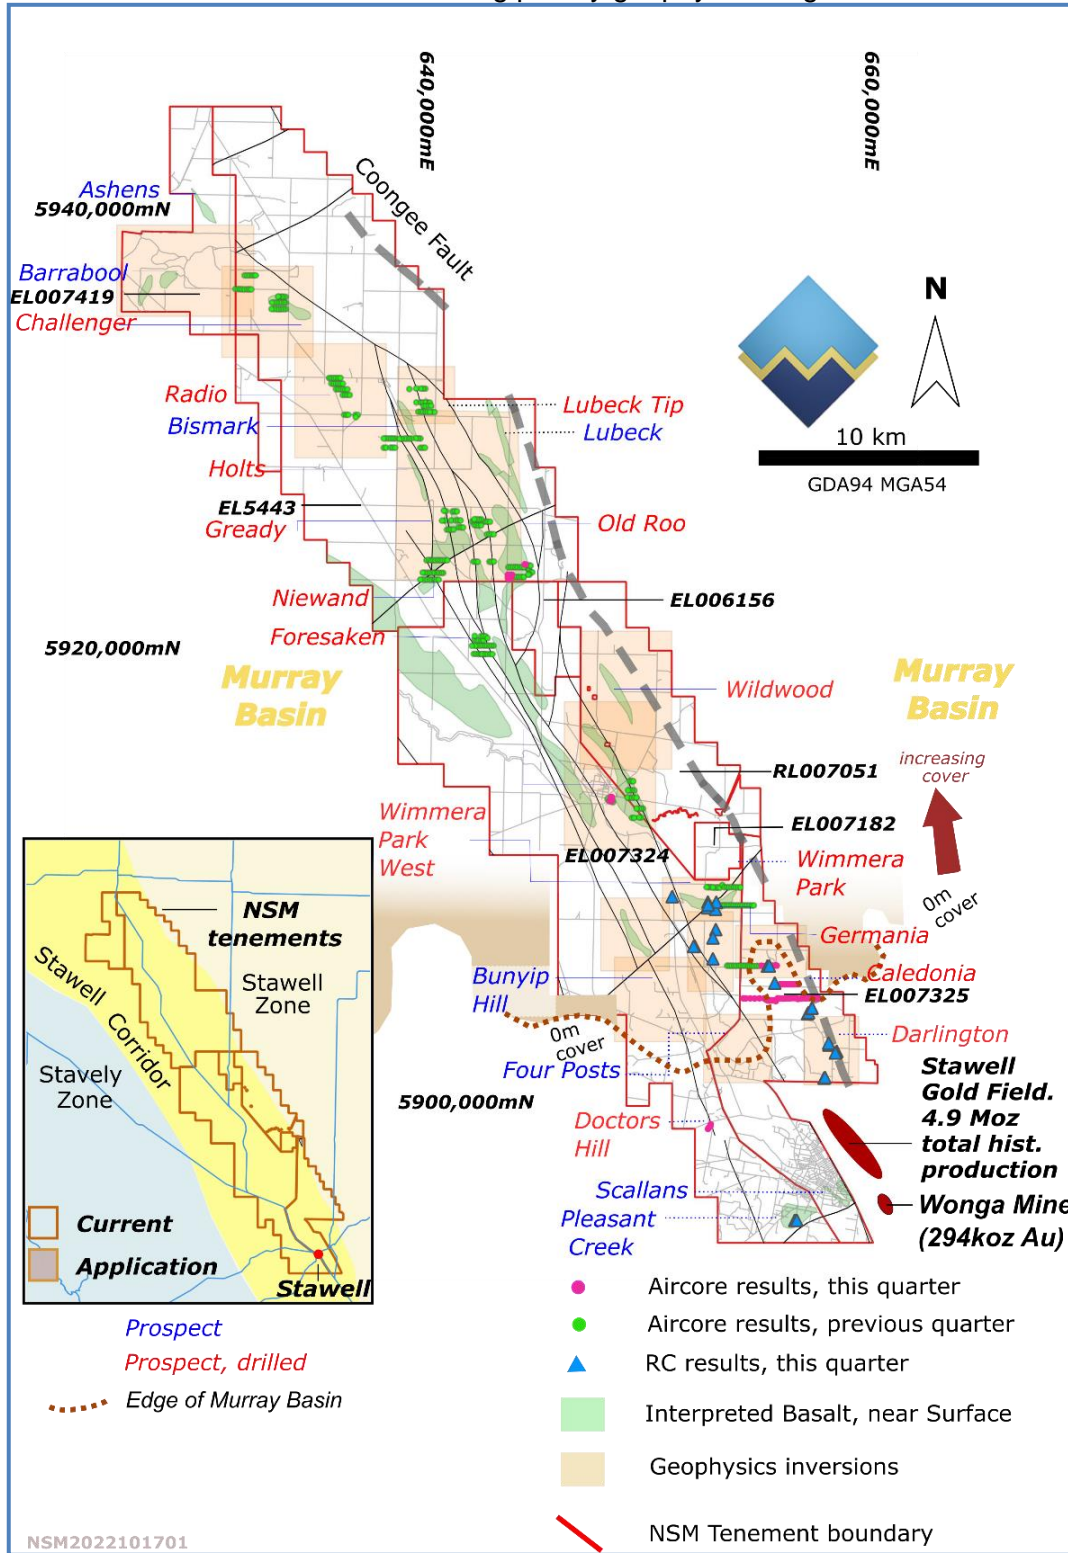 640,000mE
660,000mE
Coongee Fault
Ashens
5940,000mN
Barrabool
EL007419
Challenger
N
10 km
GDA94 MGA54
Radio
Bismark
Lubeck Tip
Lubeck
Holts
EL5443
Gready
Old Roo
Niewand
EL006156
Foresaken
5920,000mN
Murray
Basin
Wildwood
Murray
Basin
increasing
cover
0m
cover
RL007051
EL007182
Wimmera
Park
West
EL007324
Wimmera
Park
Germania
Caledonia
EL007325
Bunyip
Hill
0m
cover
Darlington
Four Posts
5900,000mN
Stawell
Gold Field.
4.9 Moz
total hist.
production
Doctors
Hill
Scallans
Pleasant
Creek
Wonga Mine
(294koz Au)
NSM
tenements
Stawell
Zone
Stawell
Corridor
Stavely
Zone
Current
Application
Stawell
Prospect
Prospect, drilled
Edge of Murray Basin
Aircore results, this quarter
Aircore results, previous quarter
RC results, this quarter
Interpreted Basalt, near Surface
Geophysics inversions
NSM Tenement boundary
NSM2022101701